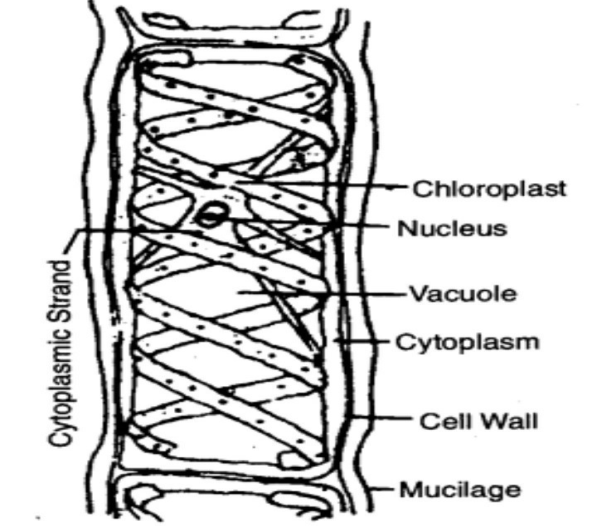 Chloroplast
Nucleus
Cytoplasmic Strand
Vacuole
Cytoplasm
Cell Wall
Mucilage